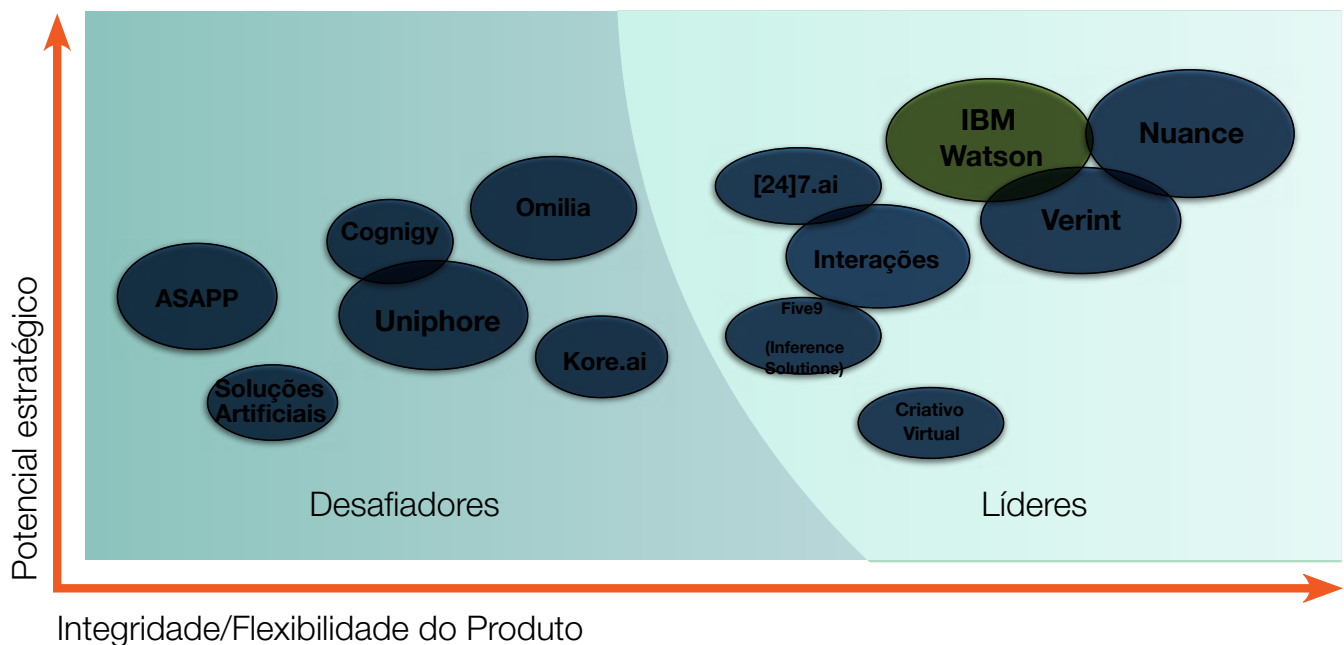 Potencial estratégico
IBM
Watson
Nuance
[24]7.ai
Omilia
Verint
Cognigy
Interações
ASAPP
Uniphore
Five9
(Inference
Solutions)
Kore.ai
Soluções
Artificiais
Criativo
Virtual
Desafiadores
Líderes
Integridade/Flexibilidade do Produto